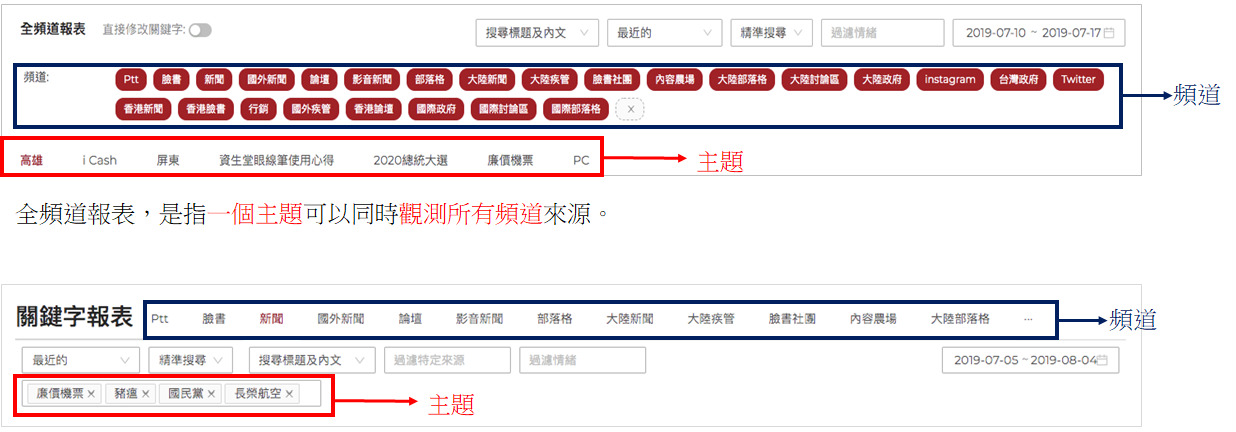 全頻道報表 直接修改關鍵字: 搜尋標題及內文 最近的 精準搜尋 過濾情緒 2019-07-10 ~ 2019-07-17
頻道: Ptt 臉書 新聞 國外新聞 論壇 影音新聞 部落格 大陸新聞 大陸疾管 臉書社團 內容農場 大陸部落格 大陸討論區 大陸政府 instagram 台灣政府 Twitter
頻道
香港新聞 香港臉書 行銷 國外疾管 香港論壇 國際政府 國際討論區 國際部落格 ×
高雄 i Cash 屏東 資生堂眼線筆使用心得 2020總統大選 廉價機票 PC 主題
全頻道報表，是指一個主題可以同時觀測所有頻道來源。
關鍵字報表 Ptt 臉書 新聞 國外新聞 論壇 影音新聞 部落格 大陸新聞 大陸疾管 臉書社團 內容農場 大陸部落格 ··· 頻道
最近的 精準搜尋 搜尋標題及內文 過濾特定來源 過濾情緒 2019-07-05 ~ 2019-08-04
廉價機票 × 豬瘟 × 國民黨 × 長榮航空 × 主題